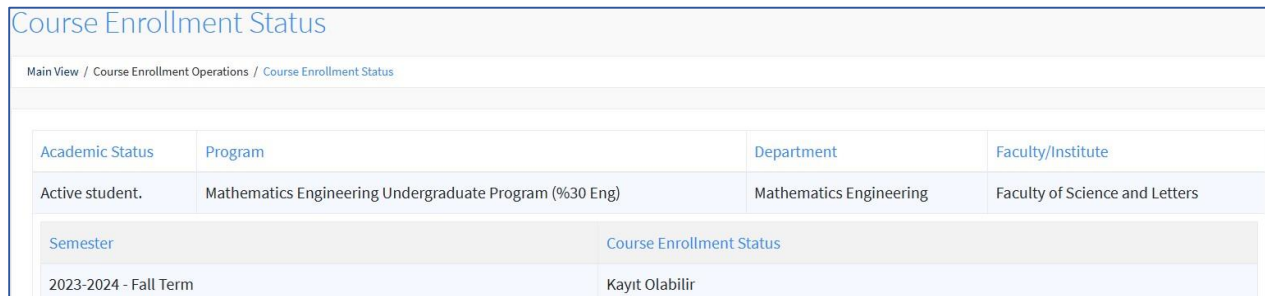 Course Enrollment Status
Main View / Course Enrollment Operations / Course Enrollment Status
Academic Status Program Department Faculty/Institute
Active student. Mathematics Engineering Undergraduate Program (%30 Eng) Mathematics Engineering Faculty of Science and Letters
Semester Course Enrollment Status
2023-2024 - Fall Term Kayıt Olabilir